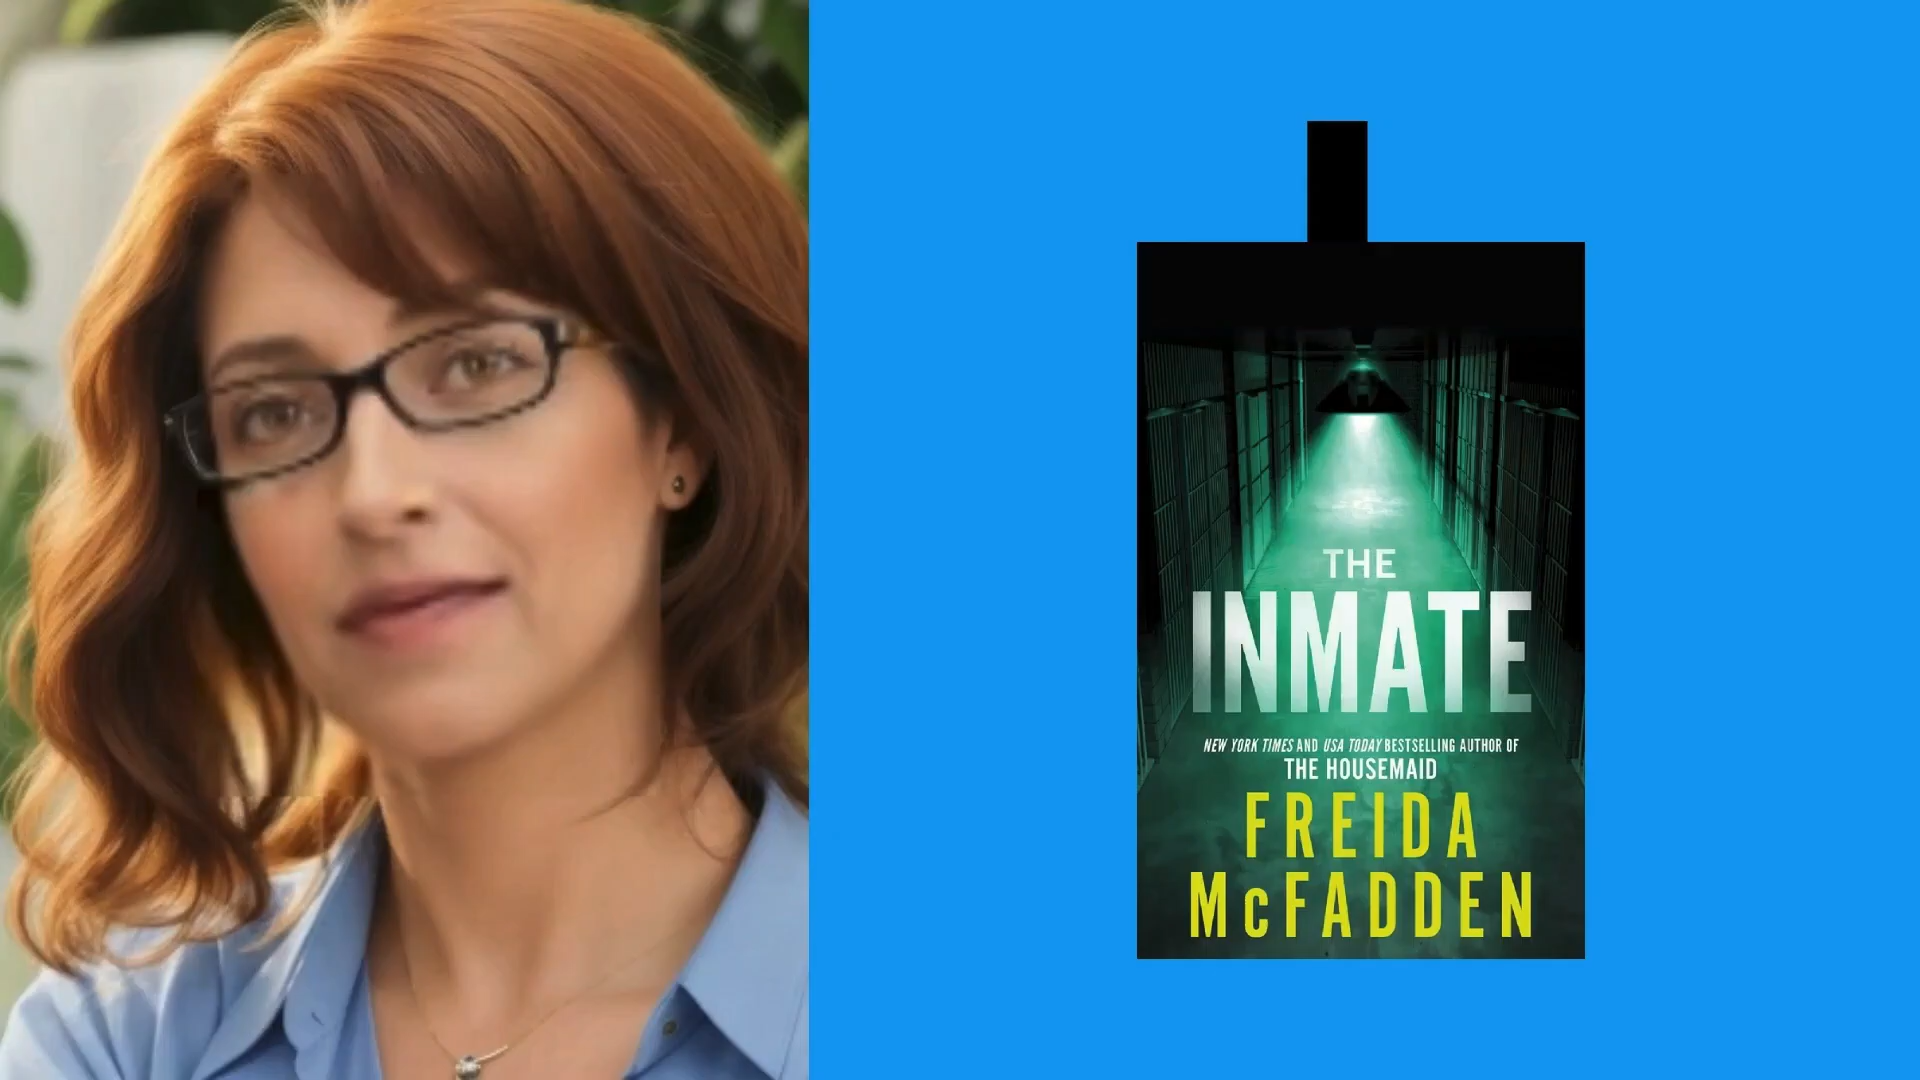 THE
INMATE
NEW YORK TIMES AND USA TODAY BESTSELLING AUTHOR OF
THE HOUSEMAID
FREIDA
McFADDEN